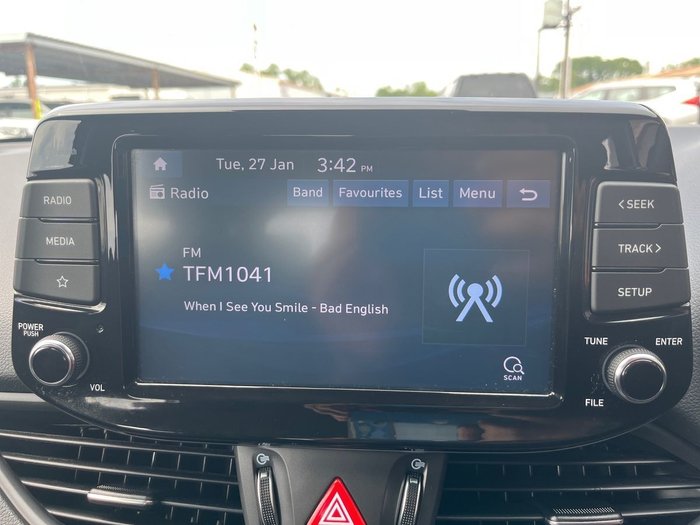 Tue, 27 Jan 3:42 PM
Radio Band Favourites List Menu
FM
TFM1041
When I See You Smile - Bad English
SCAN
RADIO
MEDIA
POWER
PUSH
VOL
<SEEK
TRACK>
SETUP
TUNE ENTER
FILE